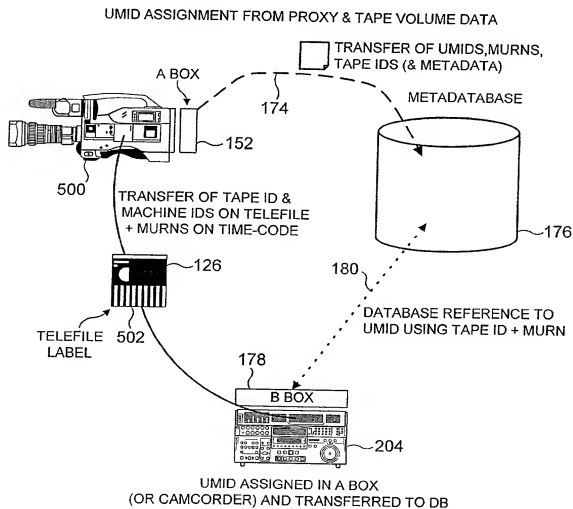 UMID ASSIGNMENT FROM PROXY & TAPE VOLUME DATA
TRANSFER OF UMIDS,MURNS,
TAPE IDS (& METADATA)
A BOX
174
METADATABASE
152
500
TRANSFER OF TAPE ID &
MACHINE IDS ON TELEFILE
+ MURNS ON TIME-CODE
176
126
180
DATABASE REFERENCE TO
UMID USING TAPE ID + MURN
TELEFILE
LABEL
502
178
B BOX
204
UMID ASSIGNED IN A BOX
(OR CAMCORDER) AND TRANSFERRED TO DB